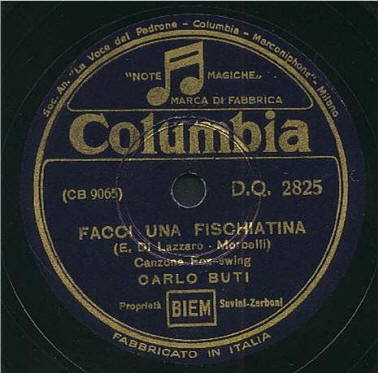 Soc. An. "La Voce del Padrone - Columbia - Marconiphone" - Milano
"NOTE MAGICHE"
MARCA DI FABBRICA
Columbia
(CB 9065) D.Q. 2825
FACCI UNA FISCHIATINA
(E. Di Lazzaro - Morbelli)
Canzone Fox-swing
CARLO BUTI
Proprietà BIEM Suvini-Zerboni
FABBRICATO IN ITALIA